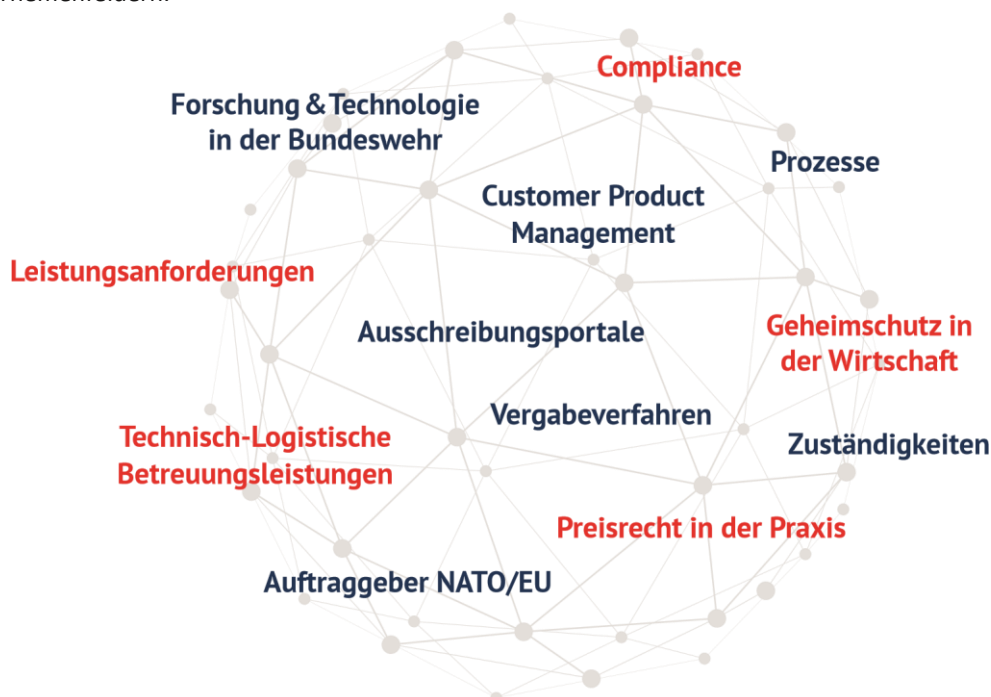 Themenfeldern.
Compliance
Forschung & Technologie
in der Bundeswehr
Prozesse
Customer Product
Management
Leistungsanforderungen
Geheimschutz in
der Wirtschaft
Ausschreibungsportale
Vergabeverfahren
Technisch-Logistische
Betreuungsleistungen
Zuständigkeiten
Preisrecht in der Praxis
Auftraggeber NATO/EU